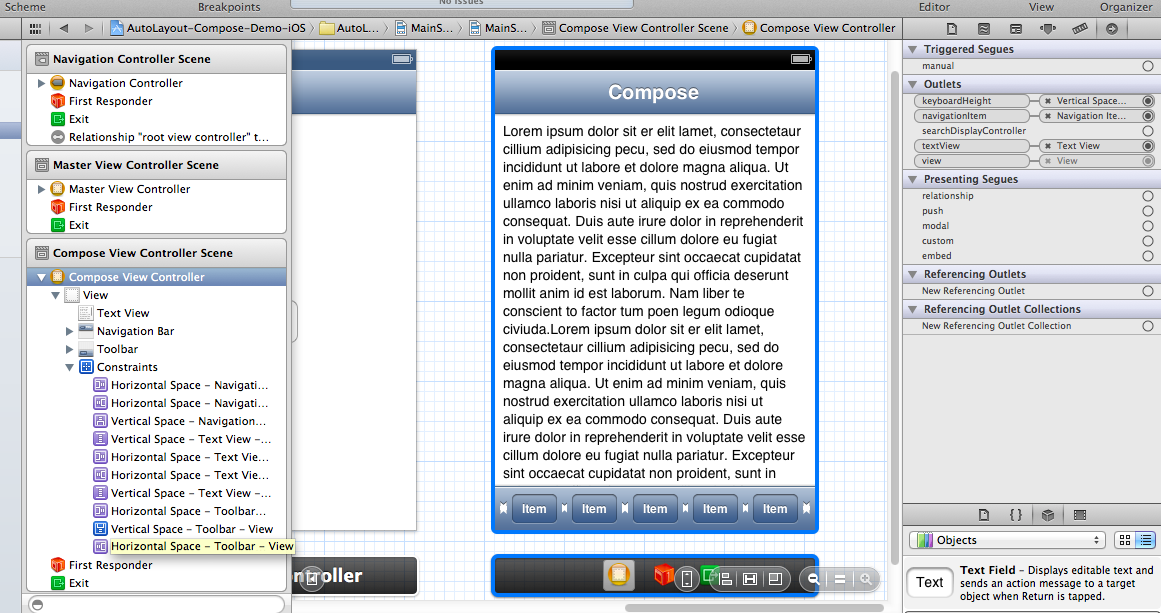 Scheme
Breakpoints
No Issues
Editor
View
Organizer
AutoLayout-Compose-Demo-iOS
AutoL...
MainS...
MainS...
Compose View Controller Scene
Compose View Controller
Navigation Controller Scene
Navigation Controller
First Responder
Exit
Relationship "root view controller" t...
Master View Controller Scene
Master View Controller
First Responder
Exit
Compose View Controller Scene
Compose View Controller
View
Text View
Navigation Bar
Toolbar
Constraints
Horizontal Space - Navigati...
Horizontal Space - Navigati...
Vertical Space - Navigation...
Vertical Space - Text View -...
Horizontal Space - Text Vie...
Horizontal Space - Text Vie...
Vertical Space - Text View -...
Horizontal Space - Toolbar...
Vertical Space - Toolbar - View
Horizontal Space - Toolbar - View
First Responder
Exit
Compose
Lorem ipsum dolor sit er elit lamet, consectetaur
cillium adipisicing pecu, sed do eiusmod tempor
incididunt ut labore et dolore magna aliqua. Ut
enim ad minim veniam, quis nostrud exercitation
ullamco laboris nisi ut aliquip ex ea commodo
consequat. Duis aute irure dolor in reprehenderit
in voluptate velit esse cillum dolore eu fugiat
nulla pariatur. Excepteur sint occaecat cupidatat
non proident, sunt in culpa qui officia deserunt
mollit anim id est laborum. Nam liber te
conscient to factor tum poen legum odioque
civiuda.Lorem ipsum dolor sit er elit lamet,
consectetaur cillium adipisicing pecu, sed do
eiusmod tempor incididunt ut labore et dolore
magna aliqua. Ut enim ad minim veniam, quis
nostrud exercitation ullamco laboris nisi ut
aliquip ex ea commodo consequat. Duis aute
irure dolor in reprehenderit in voluptate velit esse
cillum dolore eu fugiat nulla pariatur. Excepteur
sint occaecat cupidatat non proident, sunt in
Item
Item
Item
Item
Item
Triggered Segues
manual
Outlets
keyboardHeight
Vertical Space...
navigationItem
Navigation Ite...
searchDisplayController
textView
Text View
view
View
Presenting Segues
relationship
push
modal
custom
embed
Referencing Outlets
New Referencing Outlet
Referencing Outlet Collections
New Referencing Outlet Collection
Objects
Text
Text Field - Displays editable text and
sends an action message to a target
object when Return is tapped.